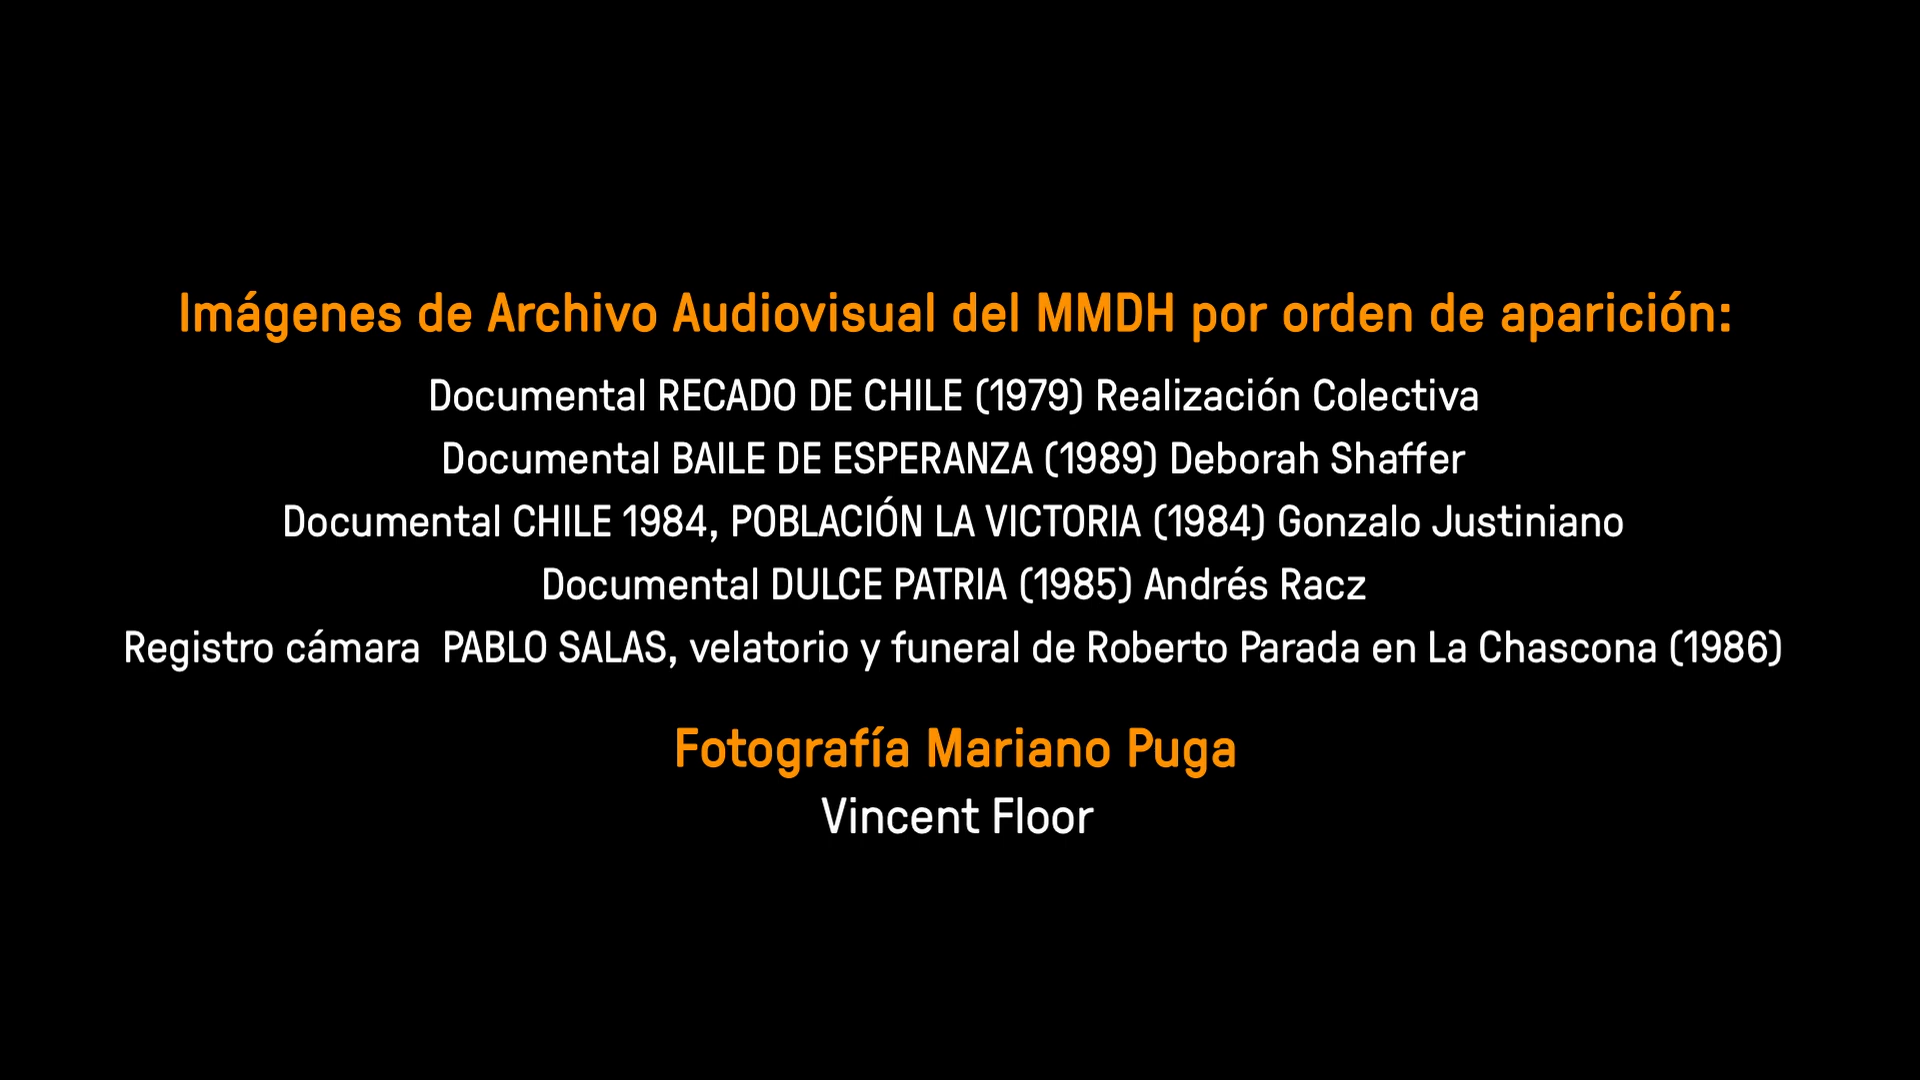 Imágenes de Archivo Audiovisual del MMDH por orden de aparición:
Documental RECADO DE CHILE (1979) Realización Colectiva
Documental BAILE DE ESPERANZA (1989) Deborah Shaffer
Documental CHILE 1984, POBLACIÓN LA VICTORIA (1984) Gonzalo Justiniano
Documental DULCE PATRIA (1985) Andrés Racz
Registro cámara  PABLO SALAS, velatorio y funeral de Roberto Parada en La Chascona (1986)
Fotografía Mariano Puga
Vincent Floor